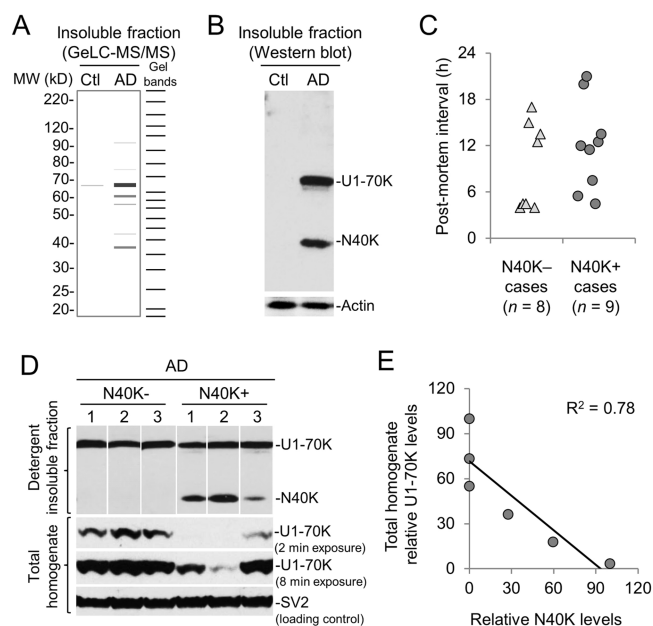 A
Insoluble fraction
(GeLC-MS/MS)
MW (kD)
Ctl
AD
Gel
bands
220-
120-
90-
80-
70-
60-
50-
40-
30-
25-
20-
B
Insoluble fraction
(Western blot)
Ctl
AD
-U1-70K
-N40K
-Actin
C
Post-mortem interval (h)
24
18
12
6
0
N40K–
cases
(n = 8)
N40K+
cases
(n = 9)
D
AD
N40K-
N40K+
1
2
3
1
2
3
Detergent
insoluble fraction
-U1-70K
-N40K
Total
homogenate
-U1-70K
(2 min exposure)
-U1-70K
(8 min exposure)
-SV2
(loading control)
E
Total homogenate
relative U1-70K levels
120
90
60
30
0
R² = 0.78
0
30
60
90
120
Relative N40K levels